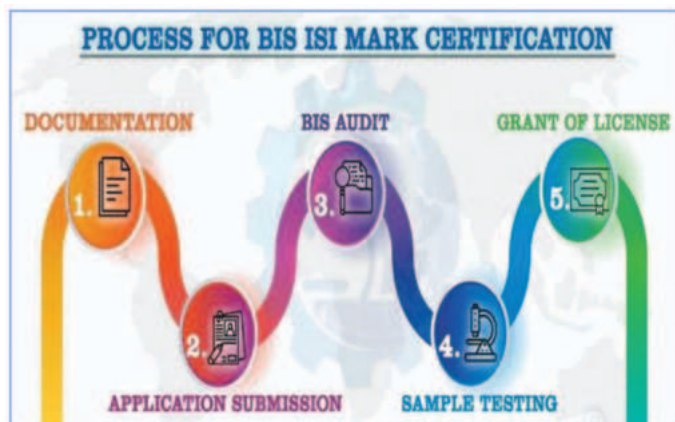 PROCESS FOR BIS ISI MARK CERTIFICATION
DOCUMENTATION
1.
2.
APPLICATION SUBMISSION
BIS AUDIT
3.
4.
SAMPLE TESTING
GRANT OF LICENSE
5.